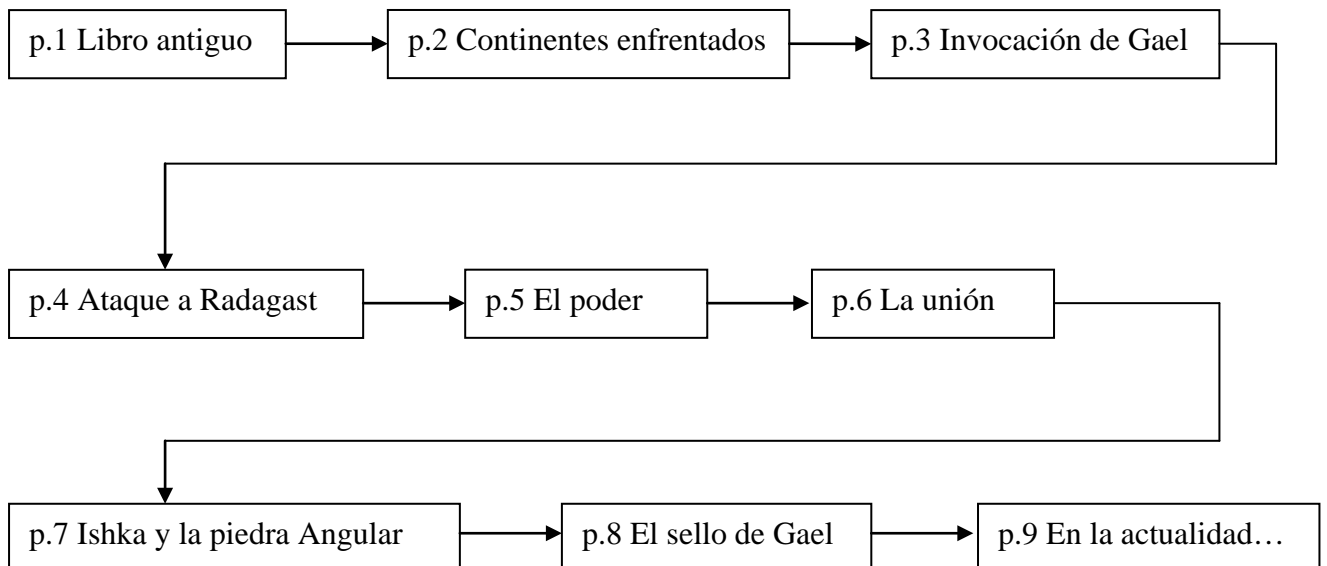 p.1 Libro antiguo
p.2 Continentes enfrentados
p.3 Invocación de Gael
p.4 Ataque a Radagast
p.5 El poder
p.6 La unión
p.7 Ishka y la piedra Angular
p.8 El sello de Gael
p.9 En la actualidad…